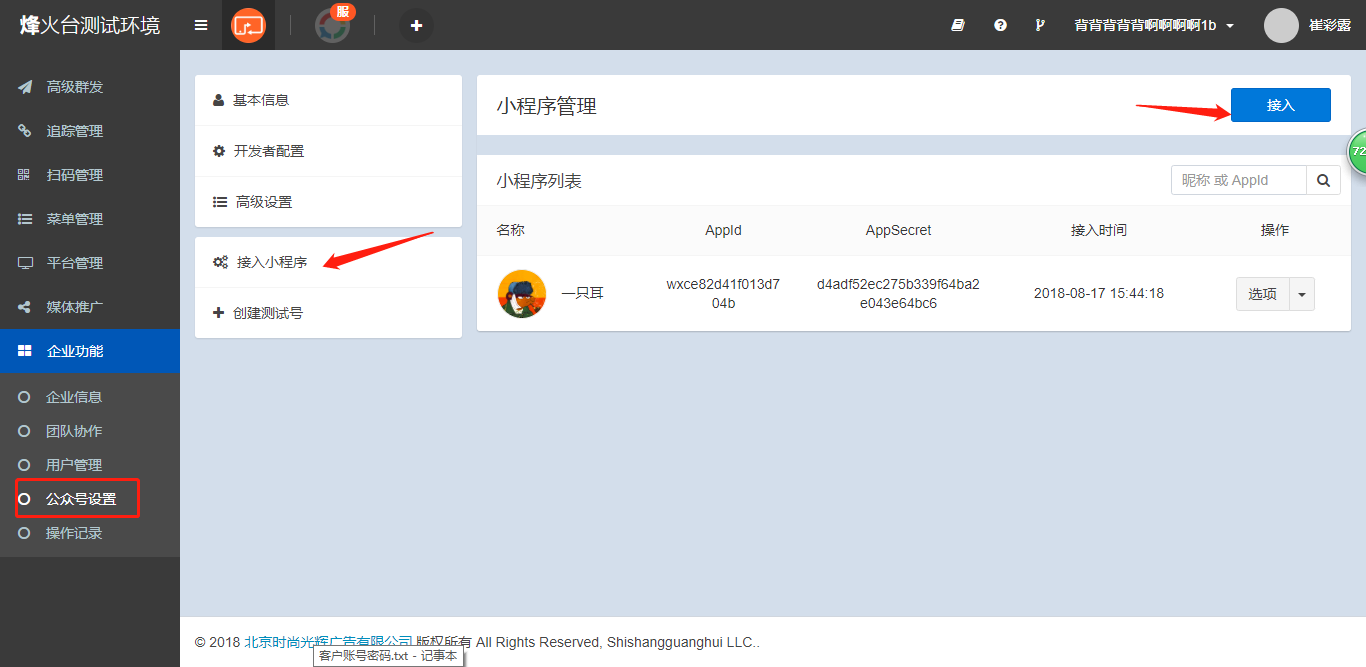 烽火台测试环境
服
背背背背背啊啊啊啊1b
崔彩露
高级群发
追踪管理
扫码管理
菜单管理
平台管理
媒体推广
企业功能
企业信息
团队协作
用户管理
公众号设置
操作记录
基本信息
开发者配置
高级设置
接入小程序
创建测试号
小程序管理
接入
72
小程序列表
昵称 或 AppId
名称 AppId AppSecret 接入时间 操作
一只耳 wxce82d41f013d704b d4adf52ec275b339f64ba2e043e64bc6 2018-08-17 15:44:18 选项
© 2018 北京时尚光辉广告有限公司 版权所有 All Rights Reserved, Shishangguanghui LLC..
客户账号密码.txt - 记事本